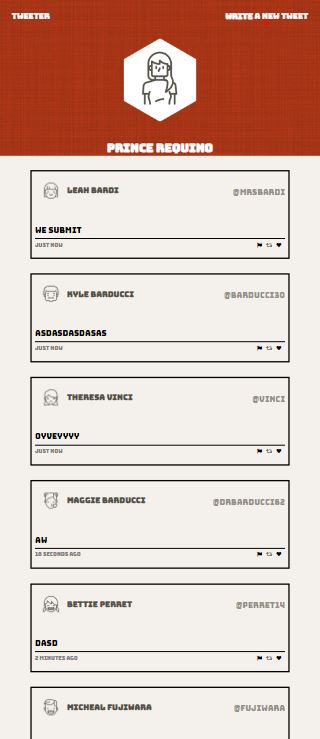 TWEETER
WRITE A NEW TWEET
PRINCE REQUINO
LEAH BARDI
@MRSBARDI
WE SUBMIT
JUST NOW
KYLE BARDUCCI
@BARDUCCI30
ASDASDASDASAS
JUST NOW
THERESA VINCI
@VINCI
OYVEYYYY
JUST NOW
MAGGIE BARDUCCI
@DRBARDUCCI62
AW
18 SECONDS AGO
BETTIE PERRET
@PERRET14
DASD
2 MINUTES AGO
MICHEAL FUJIWARA
@FUJIWARA